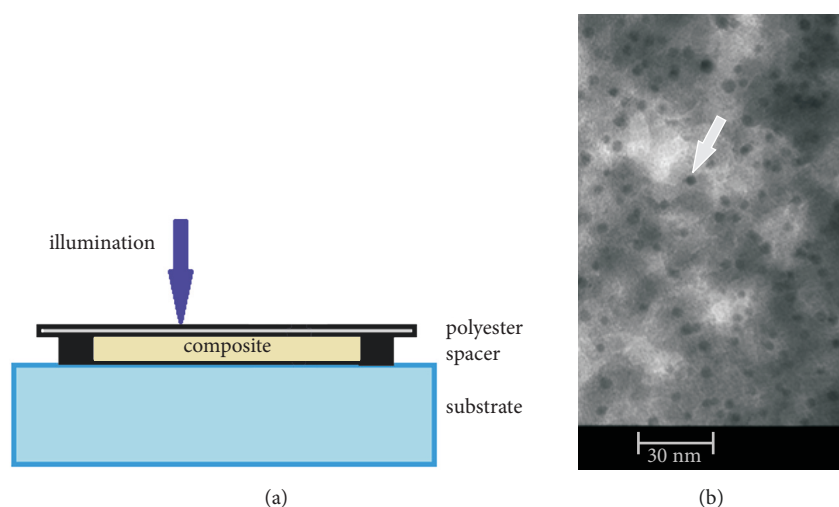 illumination
composite
polyester
spacer
substrate
30 nm
(a)
(b)